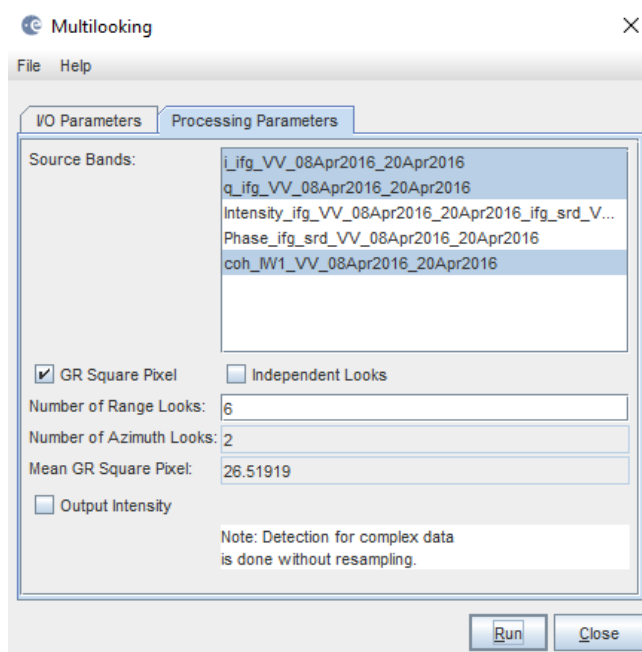 Multilooking
File Help
I/O Parameters Processing Parameters
Source Bands: i_ifg_VV_08Apr2016_20Apr2016
q_ifg_VV_08Apr2016_20Apr2016
Intensity_ifg_VV_08Apr2016_20Apr2016_ifg_srd_V...
Phase_ifg_srd_VV_08Apr2016_20Apr2016
coh_IW1_VV_08Apr2016_20Apr2016
GR Square Pixel Independent Looks
Number of Range Looks: 6
Number of Azimuth Looks: 2
Mean GR Square Pixel: 26.51919
Output Intensity
Note: Detection for complex data
is done without resampling.
Run Close